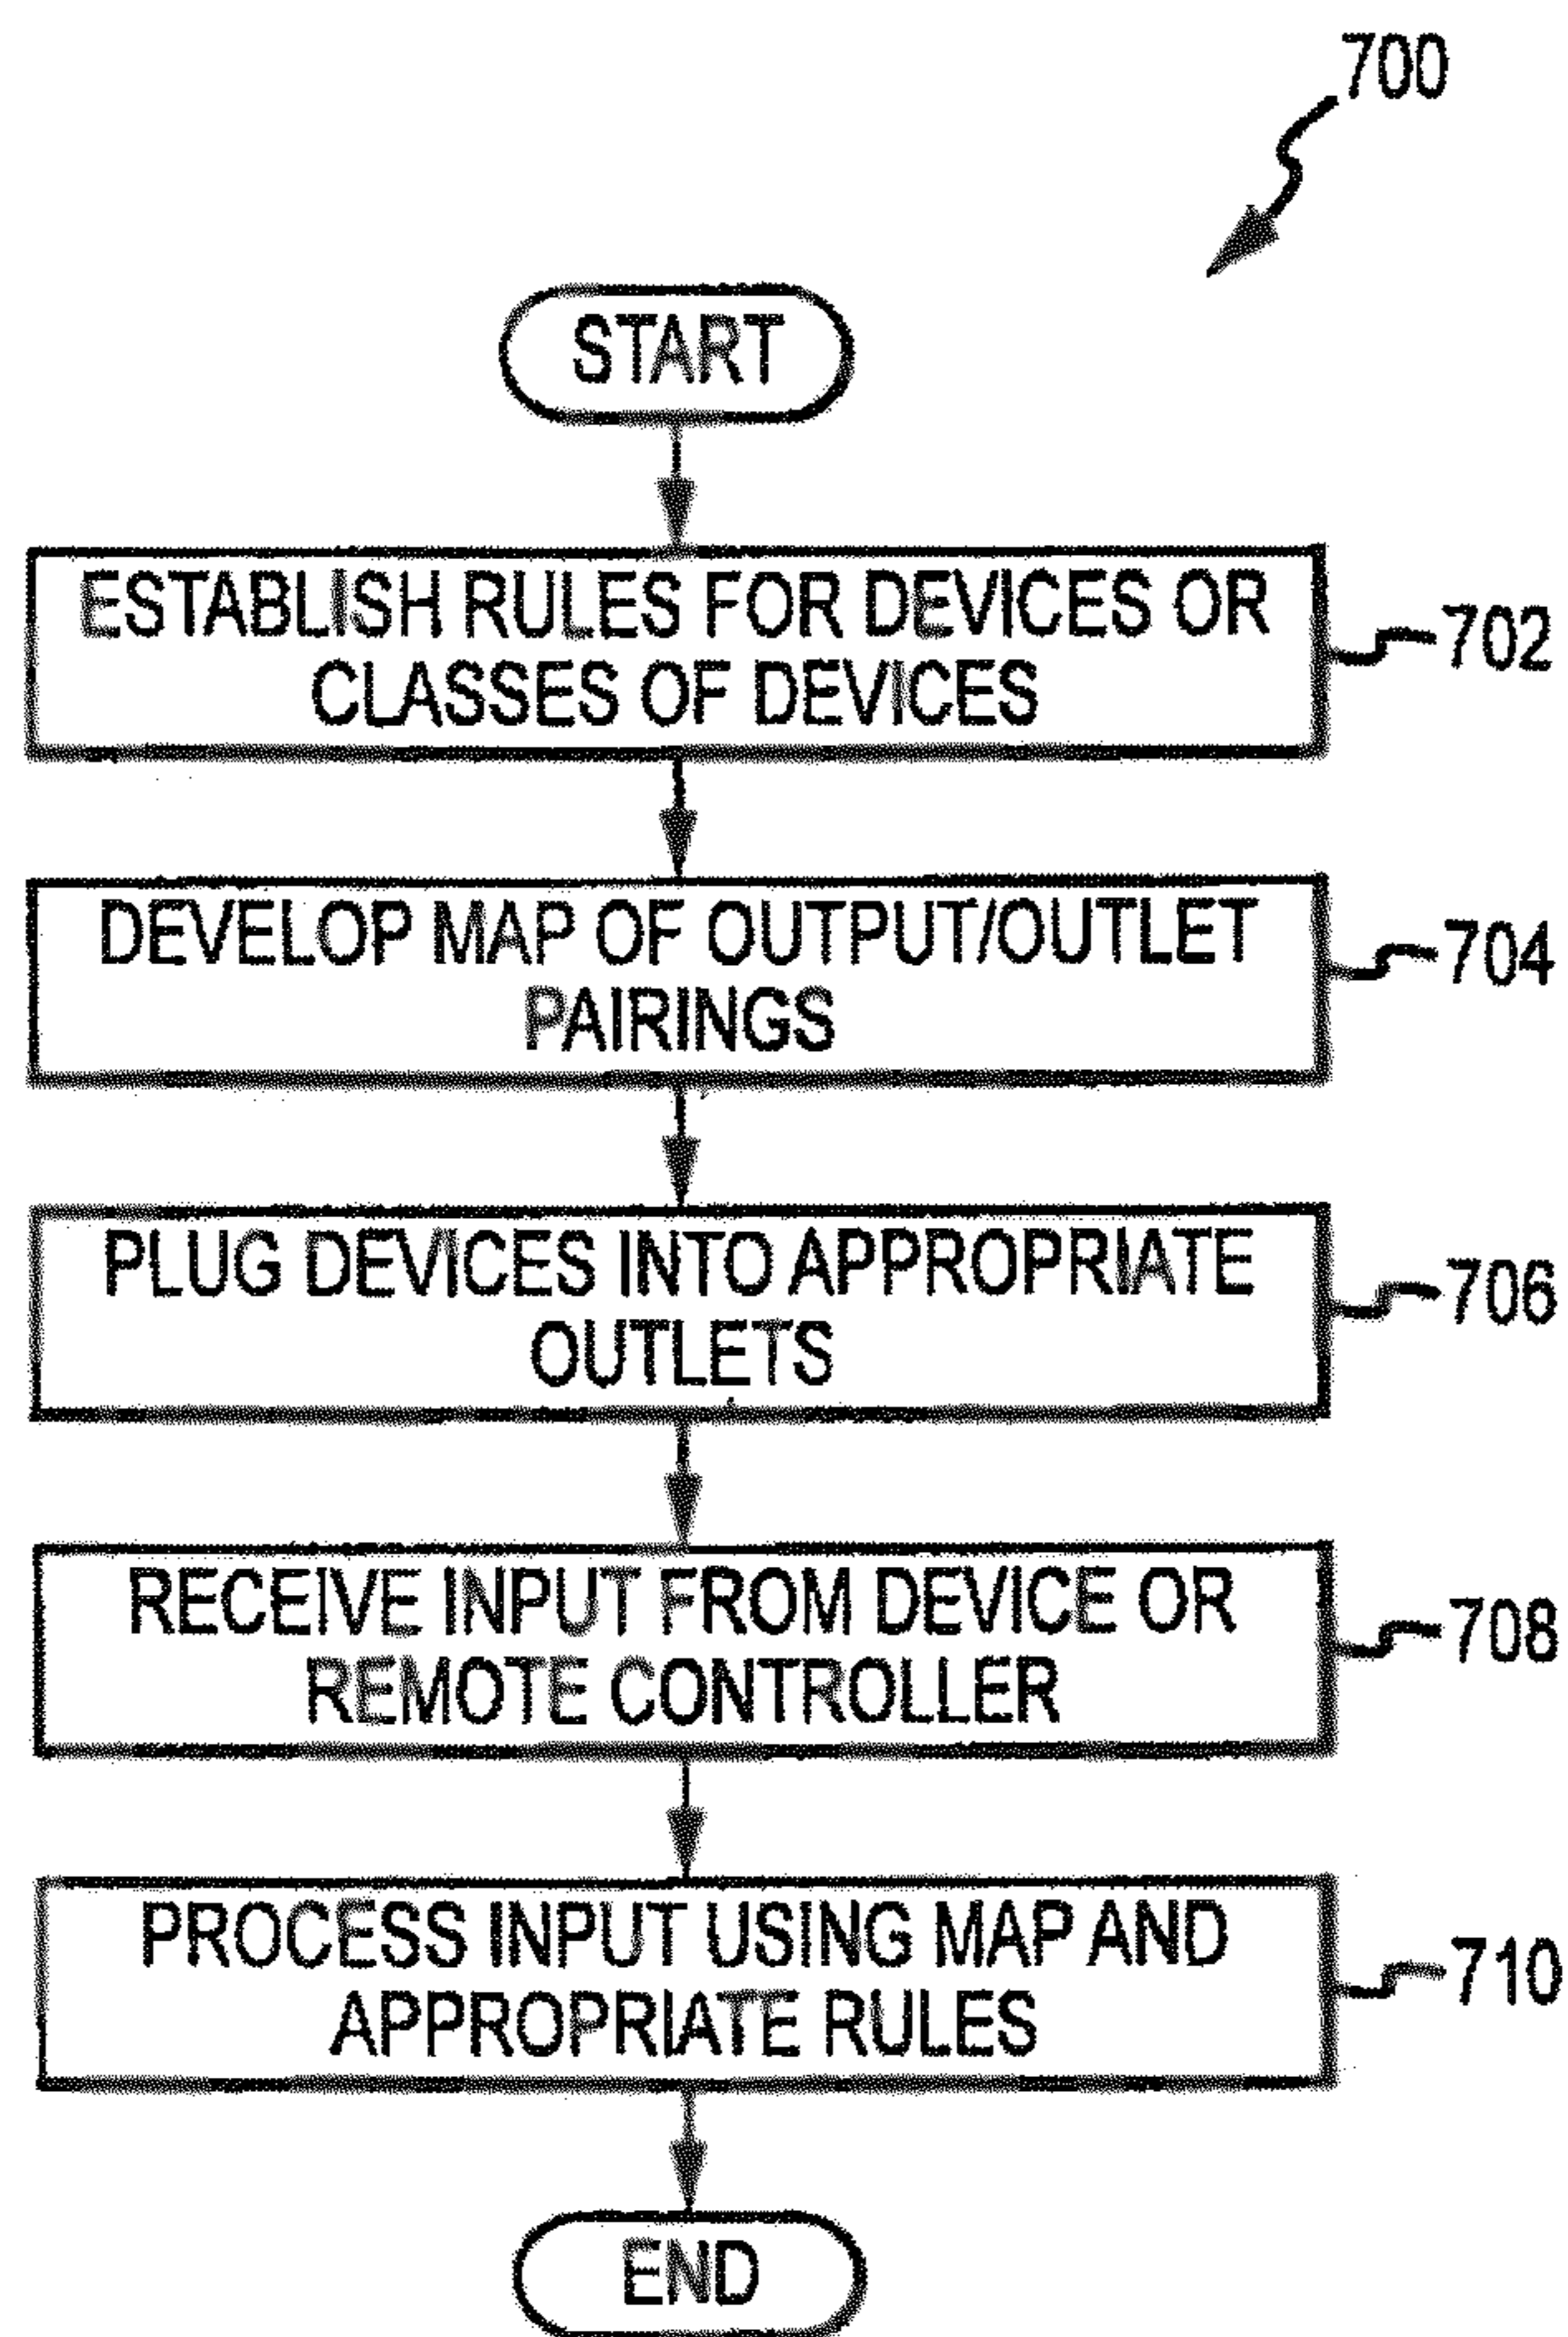 700
START
ESTABLISH RULES FOR DEVICES OR
CLASSES OF DEVICES
702
DEVELOP MAP OF OUTPUT/OUTLET
PAIRINGS
704
PLUG DEVICES INTO APPROPRIATE
OUTLETS
706
RECEIVE INPUT FROM DEVICE OR
REMOTE CONTROLLER
708
PROCESS INPUT USING MAP AND
APPROPRIATE RULES
710
END